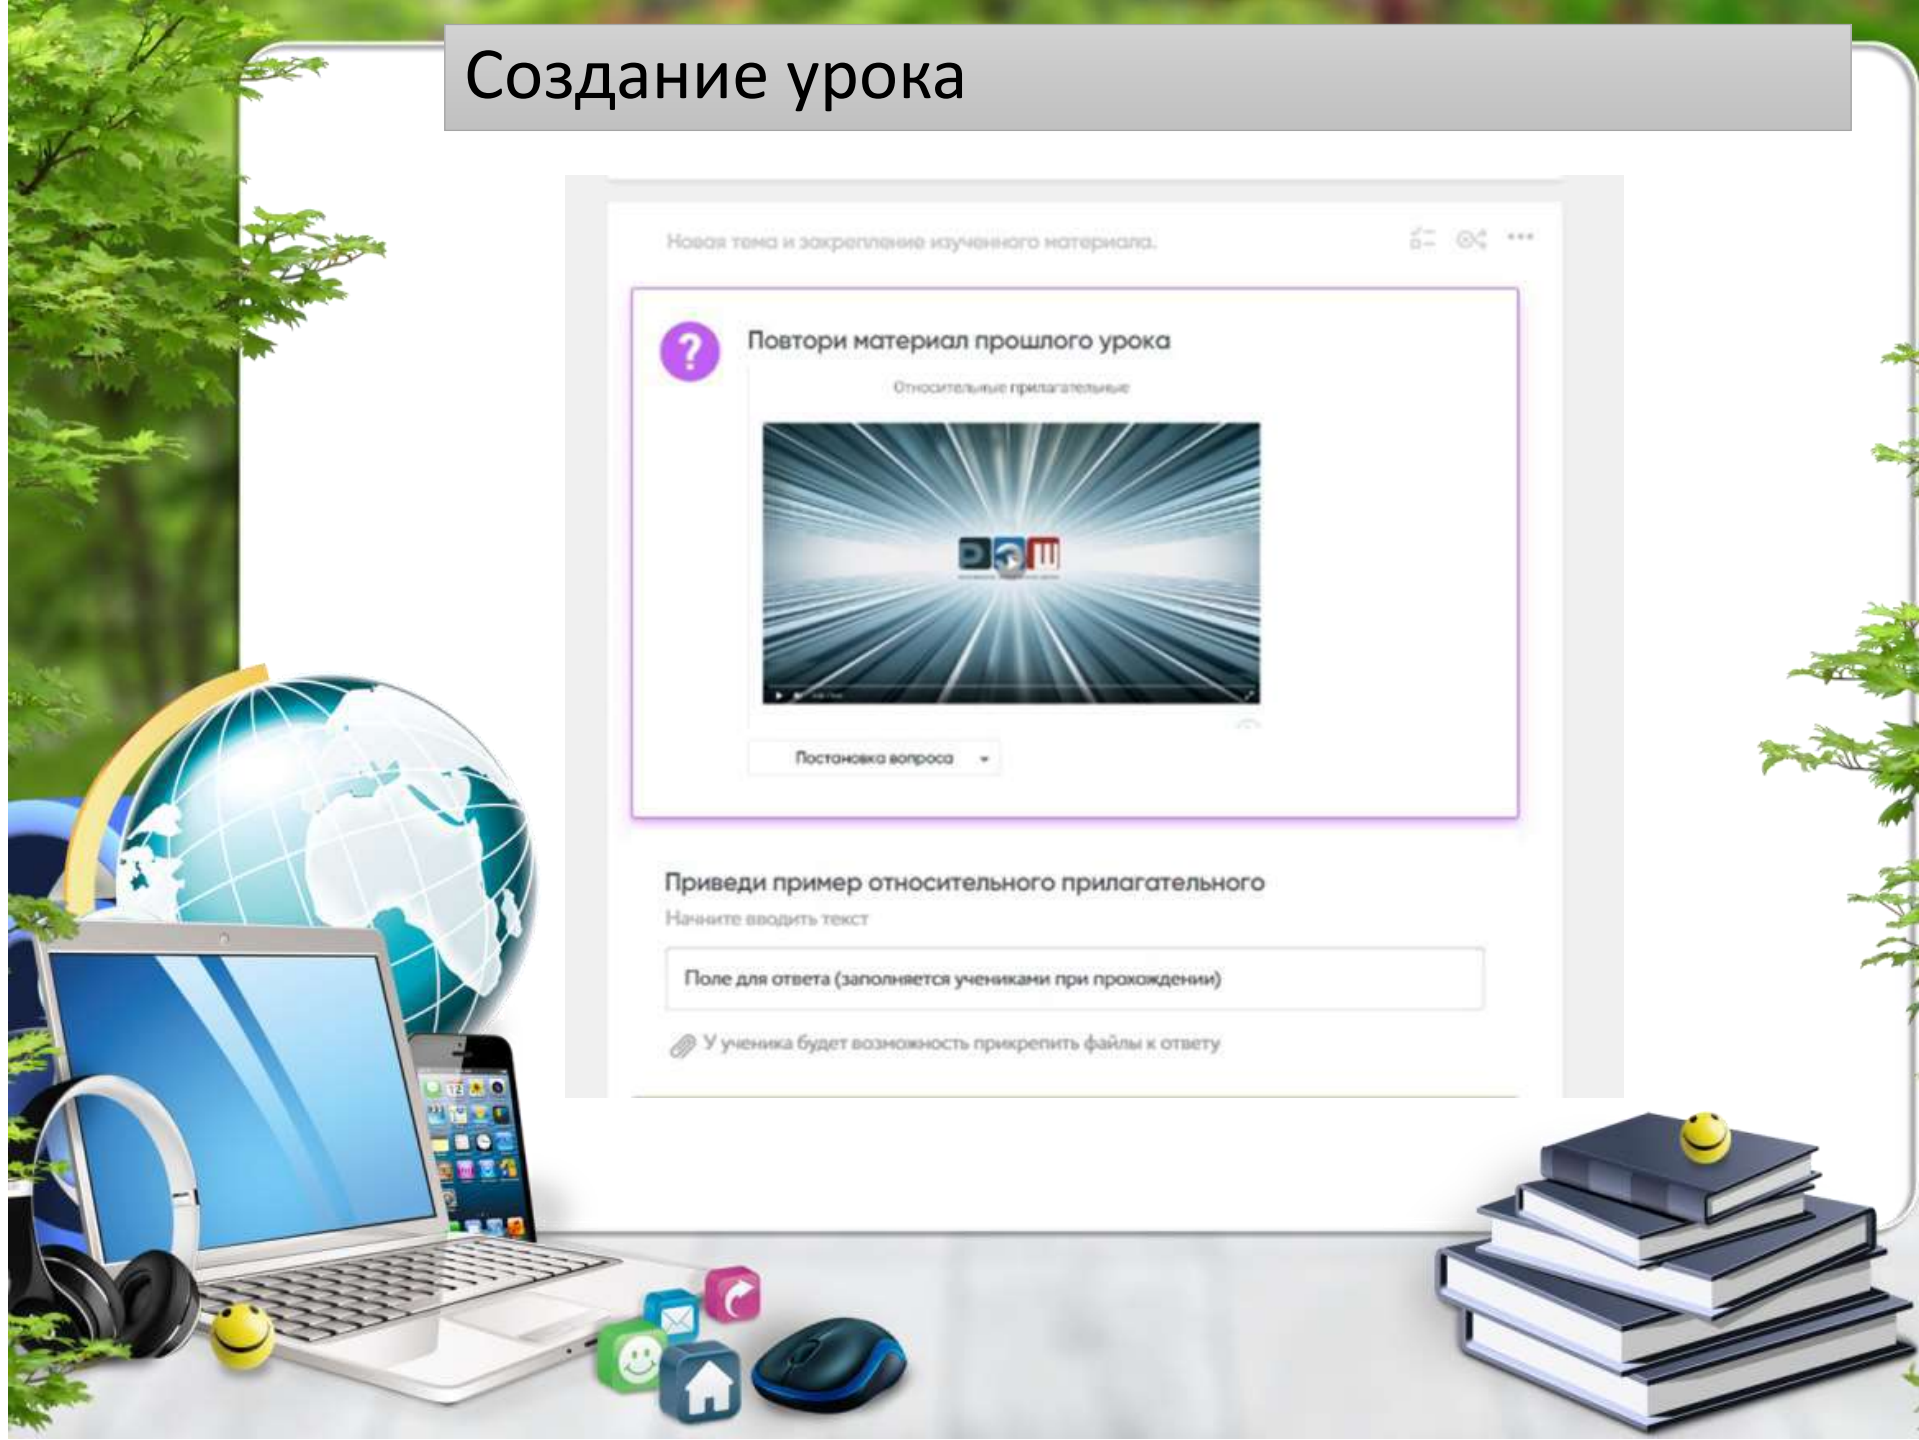 Создание урока
Новая тема и закрепление изученного материала.
Повтори материал прошлого урока
Относительные прилагательные
Постановка вопроса
Приведи пример относительного прилагательного
Начните вводить текст
Поле для ответа (заполняется учениками при прохождении)
У ученика будет возможность прикрепить файлы к ответу